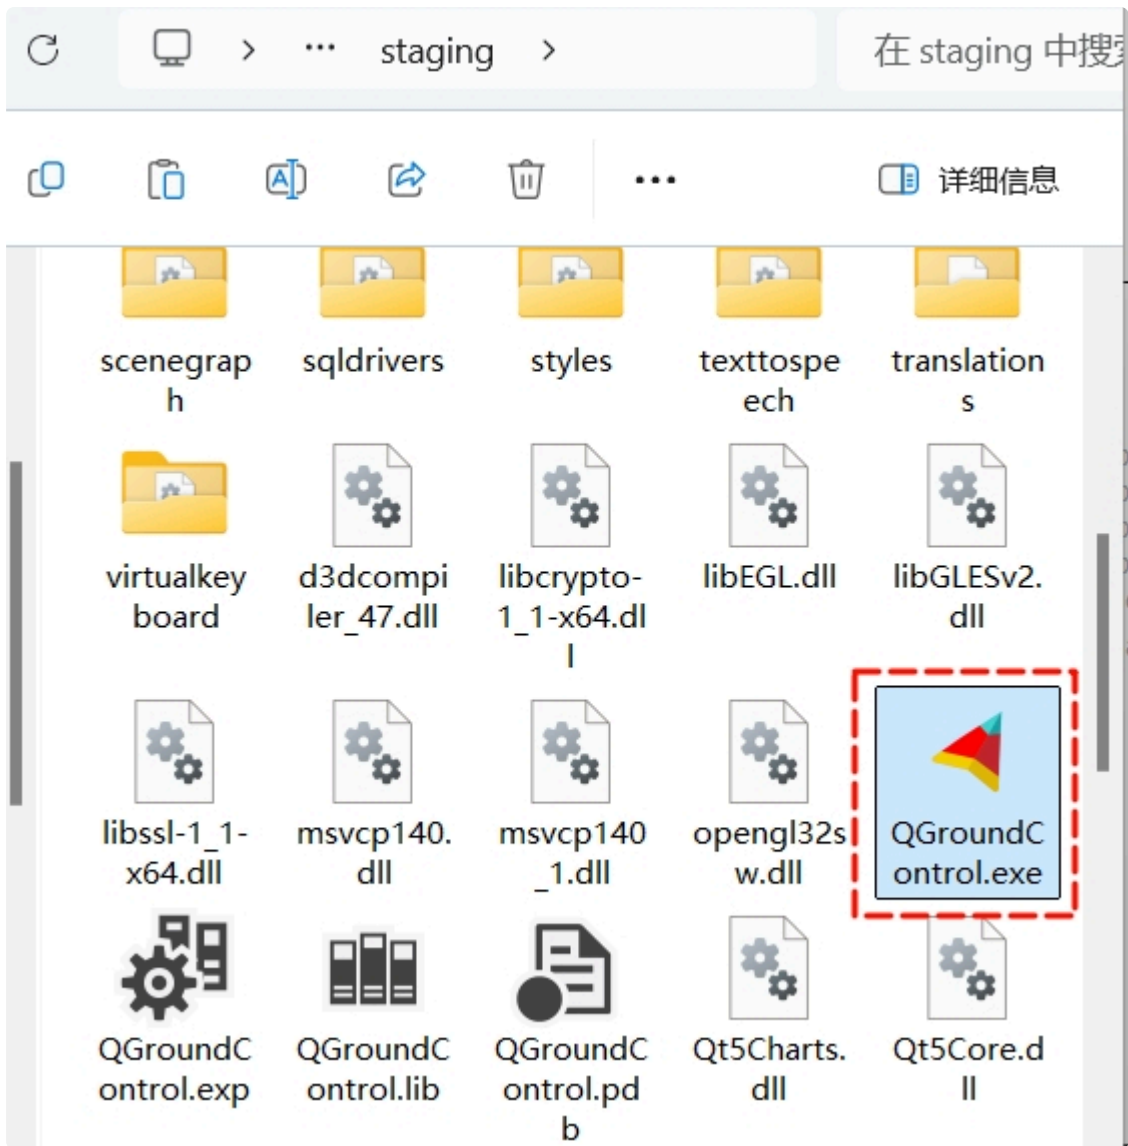 staging
在 staging 中搜
详细信息
scenegrap
h
sqldrivers
styles
texttospe
ech
translation
s
virtualkey
board
d3dcompi
ler_47.dll
libcrypto-
1_1-x64.dl
l
libEGL.dll
libGLESv2.
dll
libssl-1_1-
x64.dll
msvcp140.
dll
msvcp140
_1.dll
opengl32s
w.dll
QGroundC
ontrol.exe
QGroundC
ontrol.exp
QGroundC
ontrol.lib
QGroundC
ontrol.pd
b
Qt5Charts.
dll
Qt5Core.d
ll